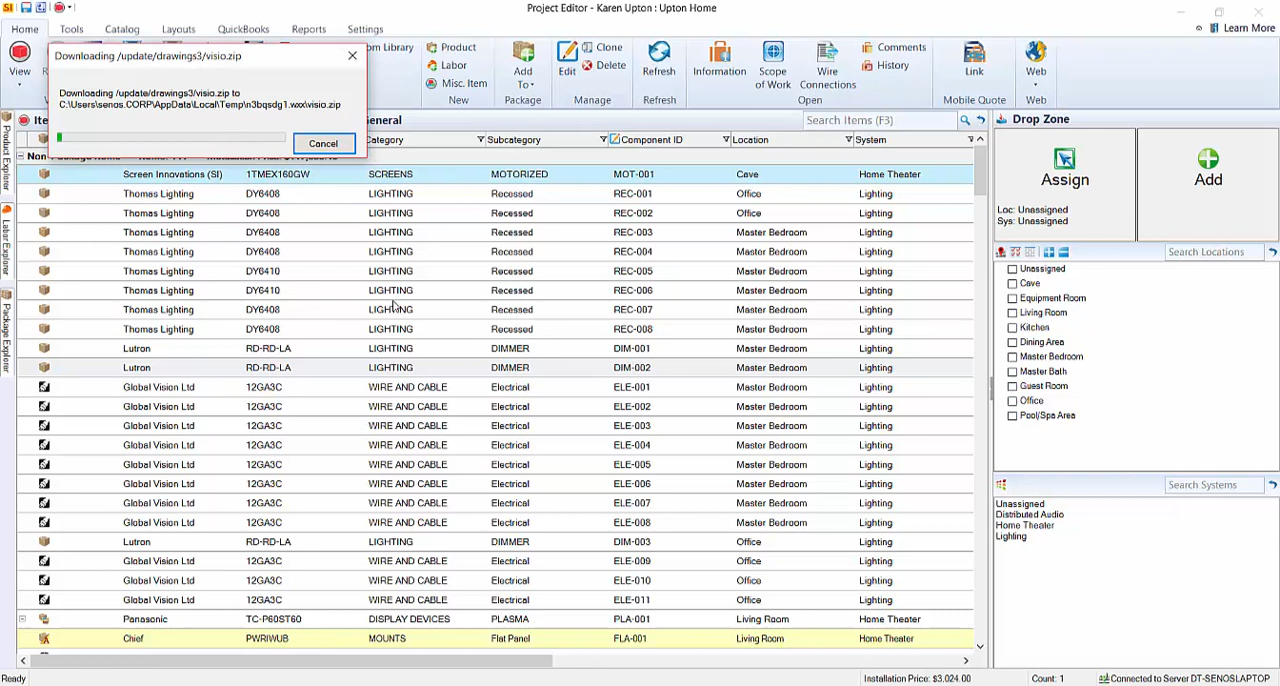 SI
Project Editor - Karen Upton : Upton Home
Home Tools Catalog Layouts QuickBooks Reports Settings
Learn More
View
om Library
Product
Labor
Misc. Item
New
Add To
Package
Edit
Clone
Delete
Manage
Refresh
Refresh
Information
Scope of Work
Wire Connections
Comments
History
Open
Link
Mobile Quote
Web
Web
Downloading /update/drawings3/visio.zip
Downloading /update/drawings3/visio.zip to
C:\Users\senos.CORP\AppData\Local\Temp\n3bqsdg1.wxx\visio.zip
Cancel
Product Explorer
Labor Explorer
Package Explorer
General
Search Items (F3)
Category Subcategory Component ID Location System
Screen Innovations (SI) 1TMEX160GW SCREENS MOTORIZED MOT-001 Cave Home Theater
Thomas Lighting DY6408 LIGHTING Recessed REC-001 Office Lighting
Thomas Lighting DY6408 LIGHTING Recessed REC-002 Office Lighting
Thomas Lighting DY6408 LIGHTING Recessed REC-003 Master Bedroom Lighting
Thomas Lighting DY6408 LIGHTING Recessed REC-004 Master Bedroom Lighting
Thomas Lighting DY6410 LIGHTING Recessed REC-005 Master Bedroom Lighting
Thomas Lighting DY6410 LIGHTING Recessed REC-006 Master Bedroom Lighting
Thomas Lighting DY6408 LIGHTING Recessed REC-007 Master Bedroom Lighting
Thomas Lighting DY6408 LIGHTING Recessed REC-008 Master Bedroom Lighting
Lutron RD-RD-LA LIGHTING DIMMER DIM-001 Master Bedroom Lighting
Lutron RD-RD-LA LIGHTING DIMMER DIM-002 Master Bedroom Lighting
Global Vision Ltd 12GA3C WIRE AND CABLE Electrical ELE-001 Master Bedroom Lighting
Global Vision Ltd 12GA3C WIRE AND CABLE Electrical ELE-002 Master Bedroom Lighting
Global Vision Ltd 12GA3C WIRE AND CABLE Electrical ELE-003 Master Bedroom Lighting
Global Vision Ltd 12GA3C WIRE AND CABLE Electrical ELE-004 Master Bedroom Lighting
Global Vision Ltd 12GA3C WIRE AND CABLE Electrical ELE-005 Master Bedroom Lighting
Global Vision Ltd 12GA3C WIRE AND CABLE Electrical ELE-006 Master Bedroom Lighting
Global Vision Ltd 12GA3C WIRE AND CABLE Electrical ELE-007 Master Bedroom Lighting
Global Vision Ltd 12GA3C WIRE AND CABLE Electrical ELE-008 Master Bedroom Lighting
Lutron RD-RD-LA LIGHTING DIMMER DIM-003 Office Lighting
Global Vision Ltd 12GA3C WIRE AND CABLE Electrical ELE-009 Office Lighting
Global Vision Ltd 12GA3C WIRE AND CABLE Electrical ELE-010 Office Lighting
Global Vision Ltd 12GA3C WIRE AND CABLE Electrical ELE-011 Office Lighting
Panasonic TC-P60ST60 DISPLAY DEVICES PLASMA PLA-001 Living Room Home Theater
Chief PWRIWUB MOUNTS Flat Panel FLA-001 Living Room Home Theater
Drop Zone
Assign
Loc: Unassigned
Sys: Unassigned
Add
Search Locations
Unassigned
Cave
Equipment Room
Living Room
Kitchen
Dining Area
Master Bedroom
Master Bath
Guest Room
Office
Pool/Spa Area
Search Systems
Unassigned
Distributed Audio
Home Theater
Lighting
Ready
Installation Price: $3,024.00
Count: 1
Connected to Server DT-SENOSLAPTOP